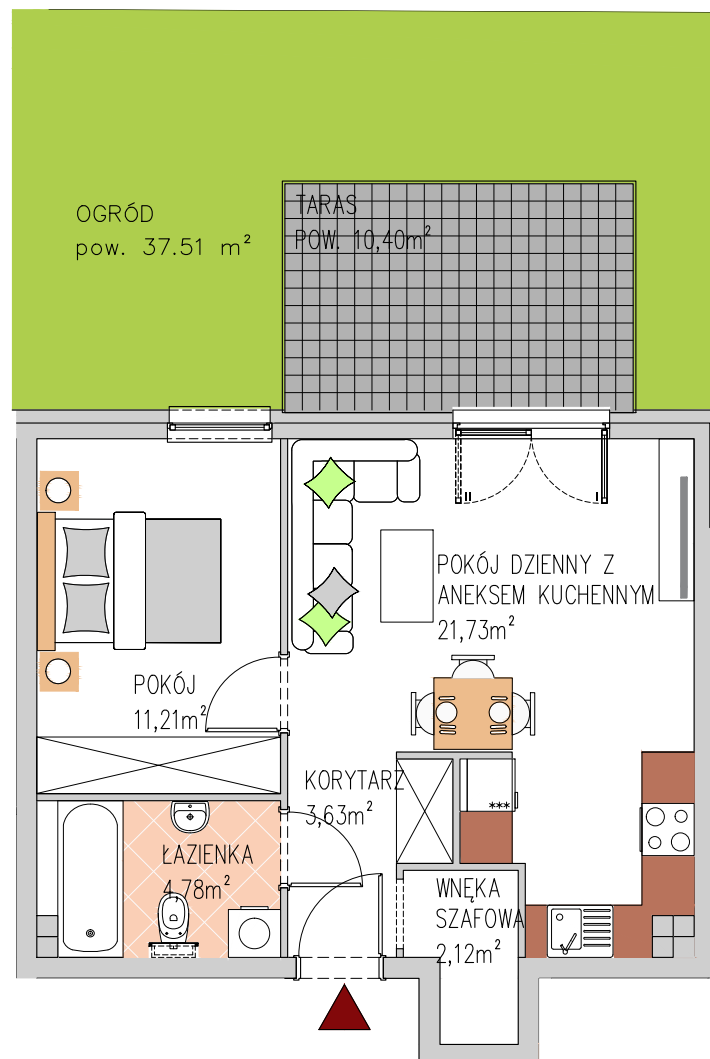 OGRÓD
pow. 37.51 m²
TARAS
POW. 10,40m²
POKÓJ DZIENNY Z
ANEKSEM KUCHENNYM
21,73m²
POKÓJ
11,21m²
KORYTARZ
3,63m²
***
ŁAZIENKA
4,78m²
WNĘKA
SZAFOWA
2,12m²